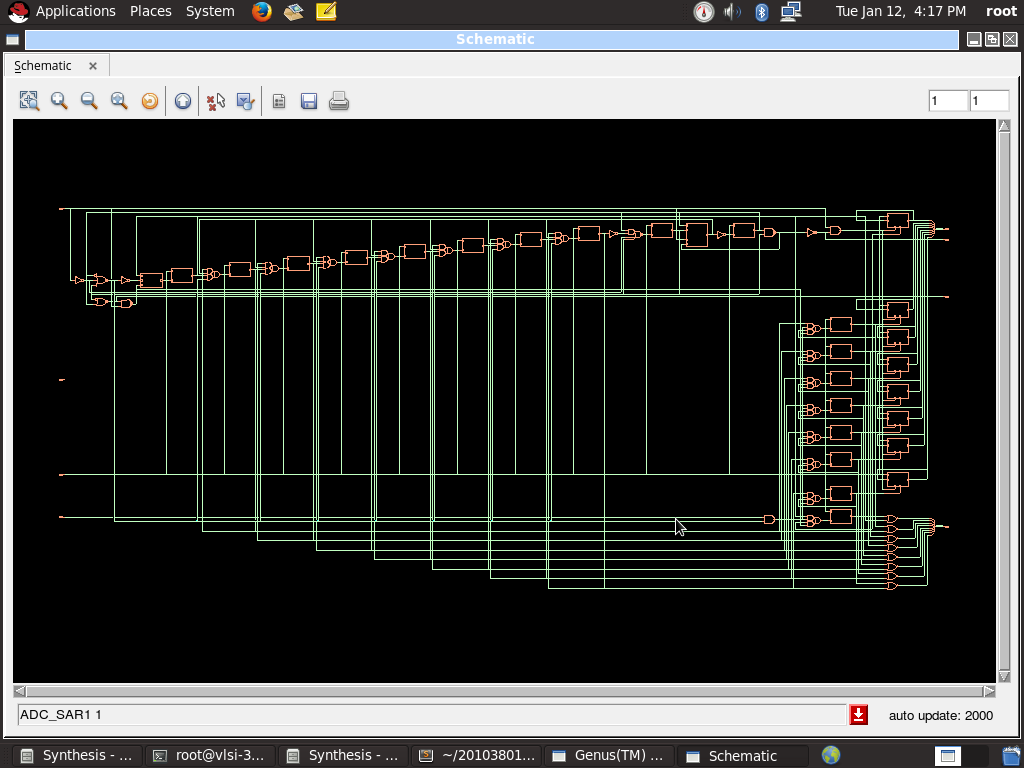 Applications Places System Tue Jan 12, 4:17 PM root
Schematic
Schematic
1 1
ADC_SAR1 1 auto update: 2000
Synthesis - ... root@vlsi-3... Synthesis - ... ~/20103801... Genus(TM) ... Schematic